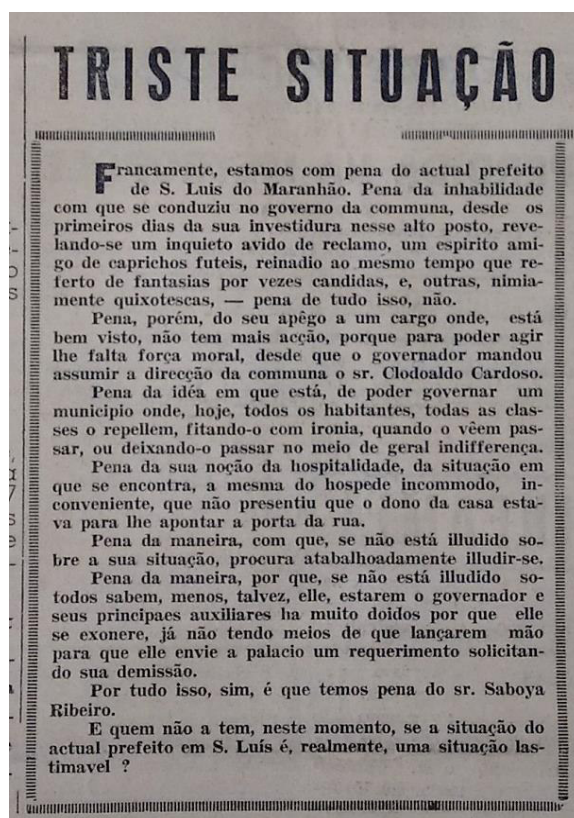 TRISTE SITUAÇÃO
Francamente, estamos com pena do actual prefeito
de S. Luis do Maranhão. Pena da inhabilidade
com que se conduziu no governo da communa, desde os
primeiros dias da sua investidura nesse alto posto, reve-
lando-se um inquieto avido de reclamo, um espirito ami-
go de caprichos futeis, reinadio ao mesmo tempo que re-
ferto de fantasias por vezes candidas, e, outras, nimia-
mente quixotescas, — pena de tudo isso, não.
Pena, porém, do seu apêgo a um cargo onde, está
bem visto, não tem mais acção, porque para poder agir
lhe falta força moral, desde que o governador mandou
assumir a direcção da communa o sr. Clodoaldo Cardoso.
Pena da idéa em que está, de poder governar um
municipio onde, hoje, todos os habitantes, todas as clas-
ses o repellem, fitando-o com ironia, quando o vêem pas-
sar, ou deixando-o passar no meio de geral indifferença.
Pena da sua noção da hospitalidade, da situação em
que se encontra, a mesma do hospede incommodo, in-
conveniente, que não presentiu que o dono da casa esta-
va para lhe apontar a porta da rua.
Pena da maneira, com que, se não está illudido so-
bre a sua situação, procura atabalhoadamente illudir-se.
Pena da maneira, por que, se não está illudido so-
todos sabem, menos, talvez, elle, estarem o governador e
seus principaes auxiliares ha muito doidos por que elle
se exonere, já não tendo meios de que lançarem mão
para que elle envie a palacio um requerimento solicitan-
do sua demissão.
Por tudo isso, sim, é que temos pena do sr. Saboya
Ribeiro.
E quem não a tem, neste momento, se a situação do
actual prefeito em S. Luís é, realmente, uma situação las-
timavel ?